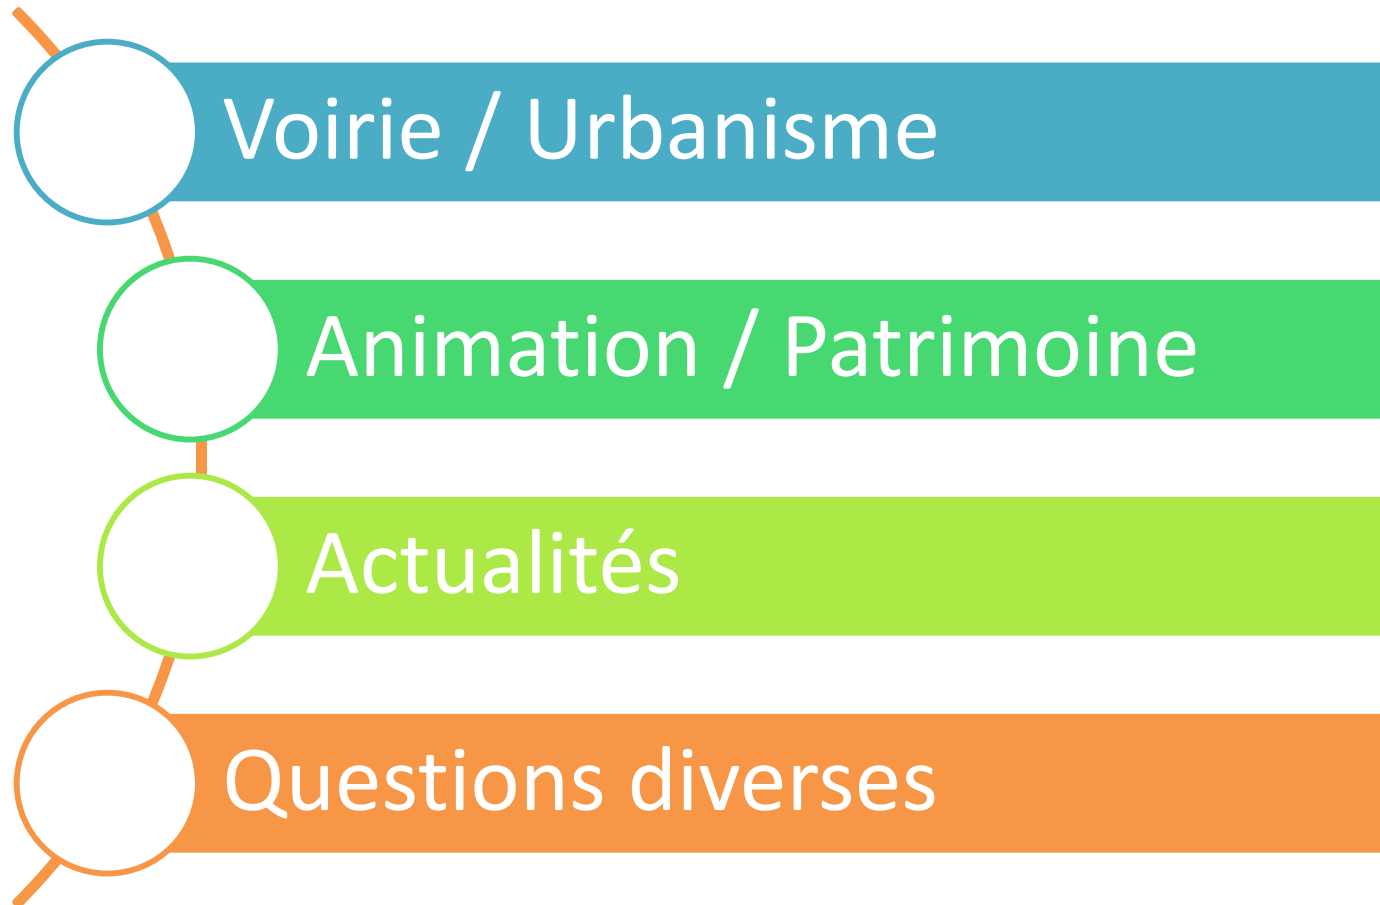 Voirie / Urbanisme
Animation / Patrimoine
Actualités
Questions diverses